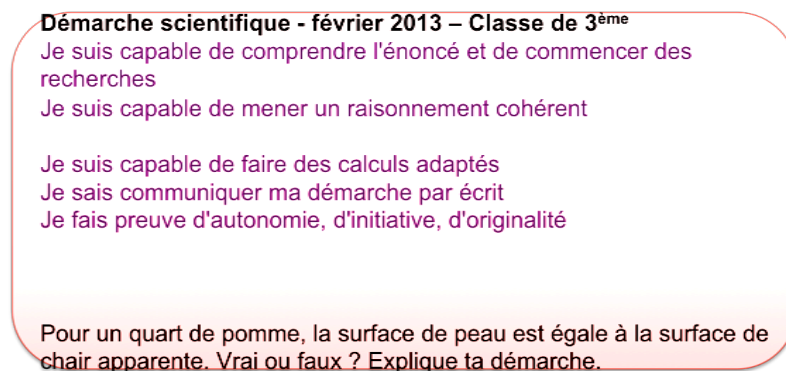 Démarche scientifique - février 2013 – Classe de 3ème
Je suis capable de comprendre l'énoncé et de commencer des
recherches
Je suis capable de mener un raisonnement cohérent
Je suis capable de faire des calculs adaptés
Je sais communiquer ma démarche par écrit
Je fais preuve d'autonomie, d'initiative, d'originalité
Pour un quart de pomme, la surface de peau est égale à la surface de
chair apparente. Vrai ou faux ? Explique ta démarche.